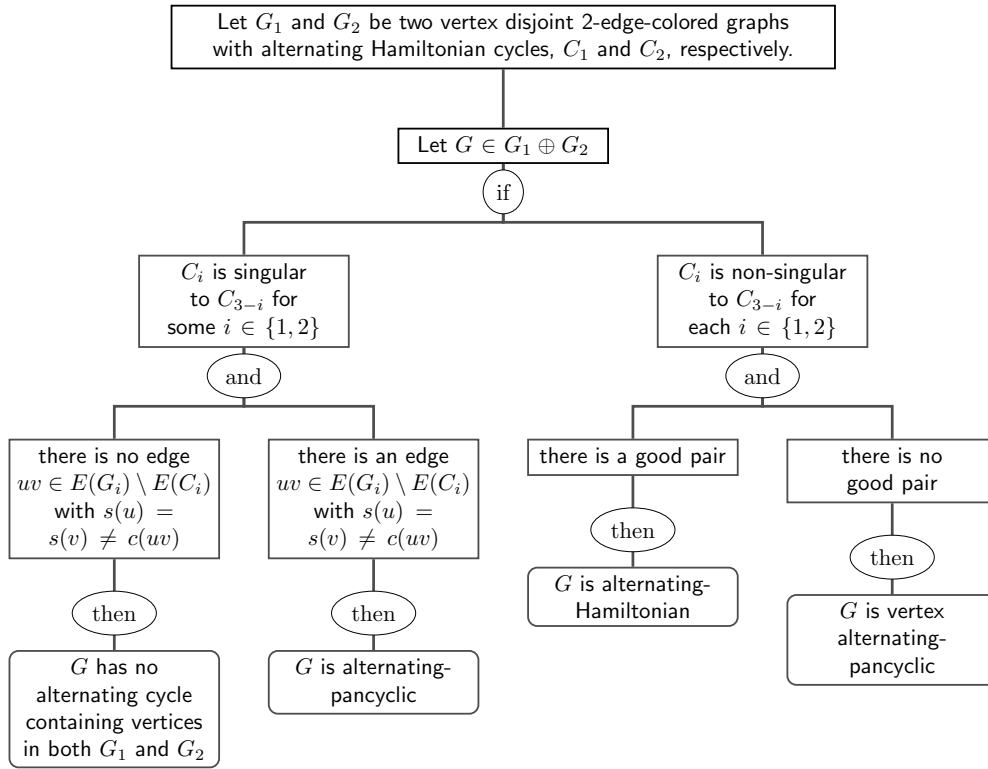 Let G₁ and G₂ be two vertex disjoint 2-edge-colored graphs
with alternating Hamiltonian cycles, C₁ and C₂, respectively.
Let G ∈ G₁ ⊕ G₂
if
Cᵢ is singular
to C₃₋ᵢ for
some i ∈ {1, 2}
Cᵢ is non-singular
to C₃₋ᵢ for
each i ∈ {1, 2}
and
and
there is no edge
uv ∈ E(Gᵢ) \ E(Cᵢ)
with s(u) =
s(v) ≠ c(uv)
there is an edge
uv ∈ E(Gᵢ) \ E(Cᵢ)
with s(u) =
s(v) ≠ c(uv)
there is a good pair
there is no
good pair
then
then
then
then
G has no
alternating cycle
containing vertices
in both G₁ and G₂
G is alternating-
pancyclic
G is alternating-
Hamiltonian
G is vertex
alternating-
pancyclic